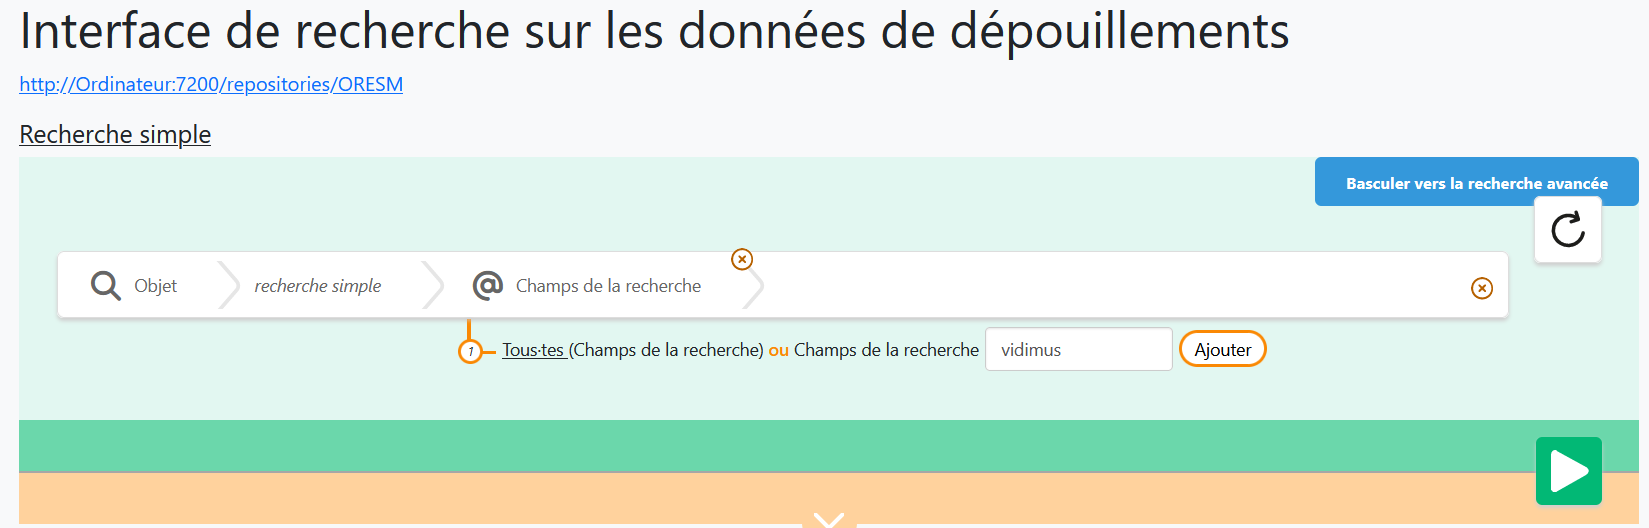 Interface de recherche sur les données de dépouillements
http://Ordinateur:7200/repositories/ORESM
Recherche simple
Basculer vers la recherche avancée
Objet recherche simple @ Champs de la recherche
1 Tous·tes (Champs de la recherche) ou Champs de la recherche vidimus Ajouter